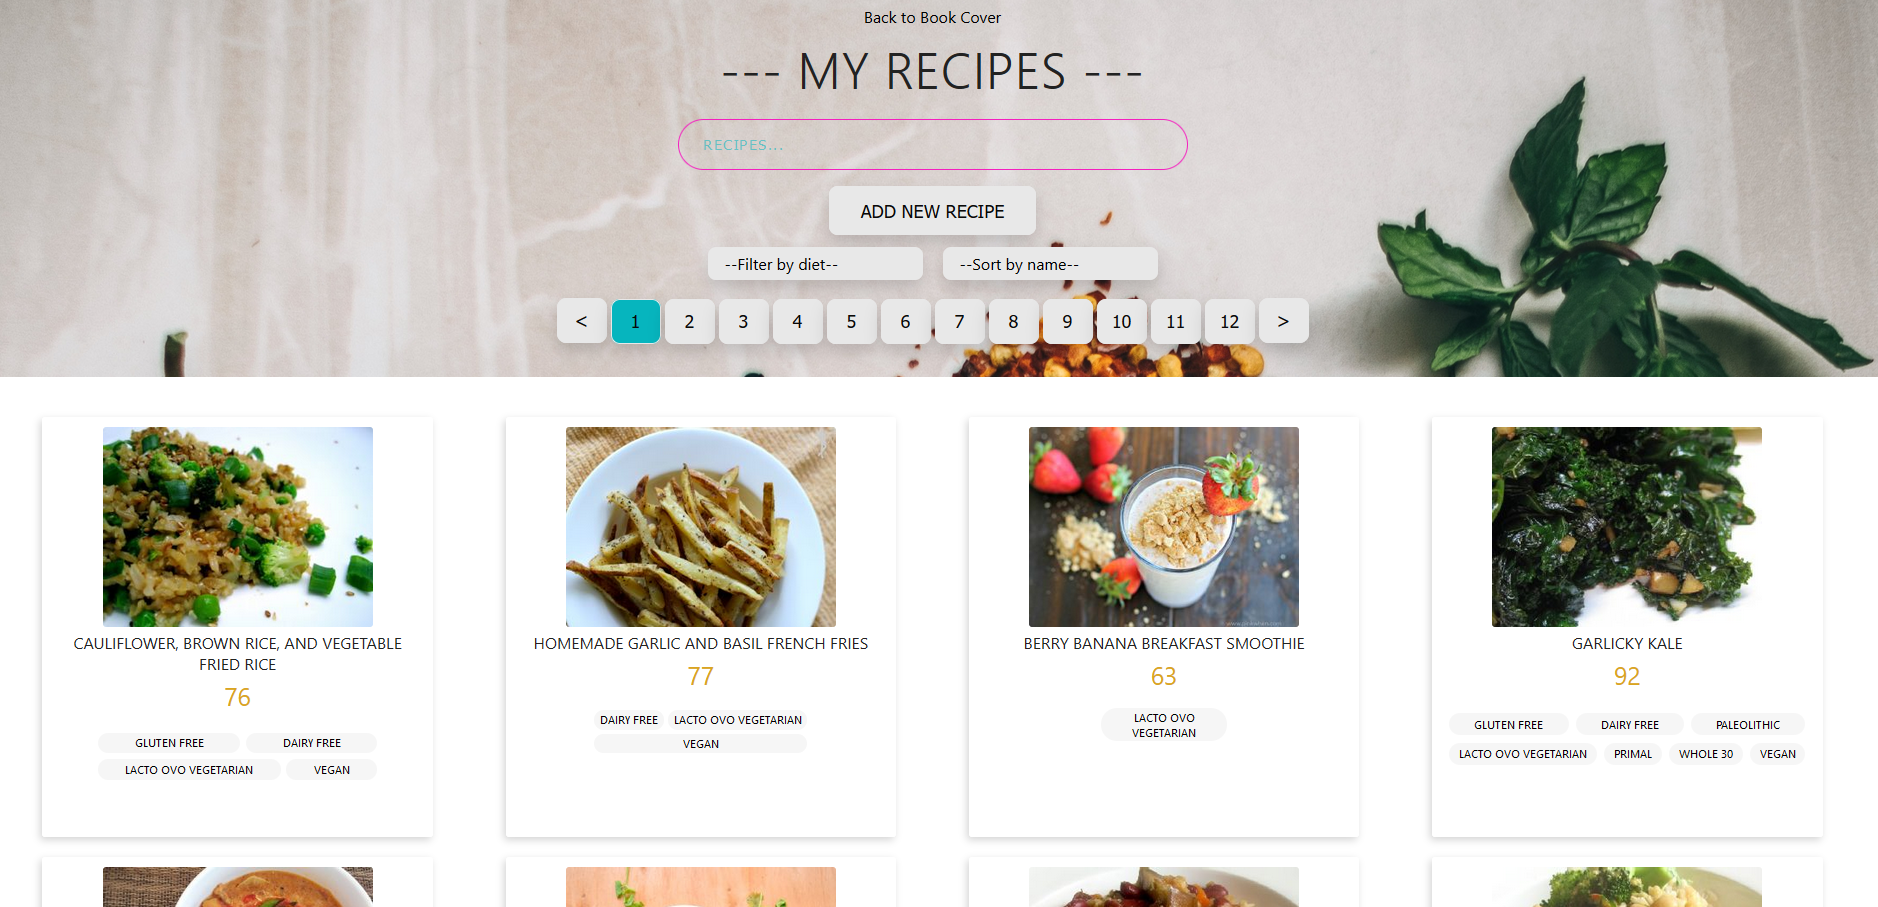 Back to Book Cover
--- MY RECIPES ---
RECIPES...
ADD NEW RECIPE
--Filter by diet-- --Sort by name--
< 1 2 3 4 5 6 7 8 9 10 11 12 >
CAULIFLOWER, BROWN RICE, AND VEGETABLE
FRIED RICE
76
GLUTEN FREE DAIRY FREE
LACTO OVO VEGETARIAN VEGAN
HOMEMADE GARLIC AND BASIL FRENCH FRIES
77
DAIRY FREE LACTO OVO VEGETARIAN
VEGAN
BERRY BANANA BREAKFAST SMOOTHIE
63
LACTO OVO
VEGETARIAN
GARLICKY KALE
92
GLUTEN FREE DAIRY FREE PALEOLITHIC
LACTO OVO VEGETARIAN PRIMAL WHOLE 30 VEGAN